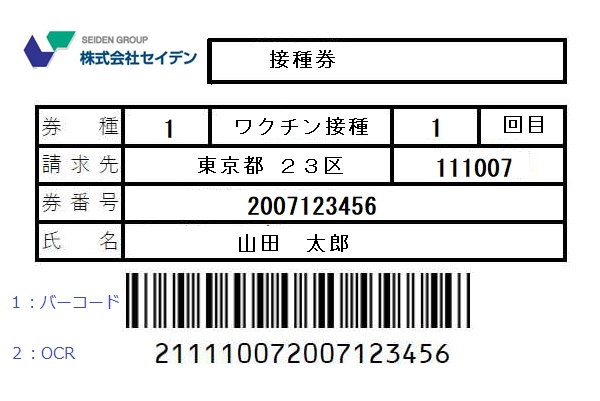 SEIDEN GROUP
株式会社セイデン
接種券
券 種 1 ワクチン接種 1 回目
請求先 東京都 ２３区 111007
券番号 2007123456
氏 名 山田 太郎
１：バーコード
２：OCR 211110072007123456